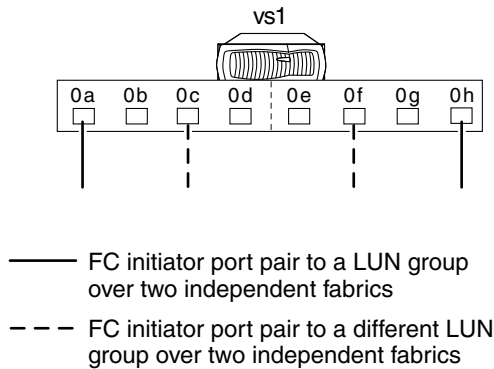 vs1
0a 0b 0c 0d 0e 0f 0g 0h
FC initiator port pair to a LUN group
over two independent fabrics
FC initiator port pair to a different LUN
group over two independent fabrics